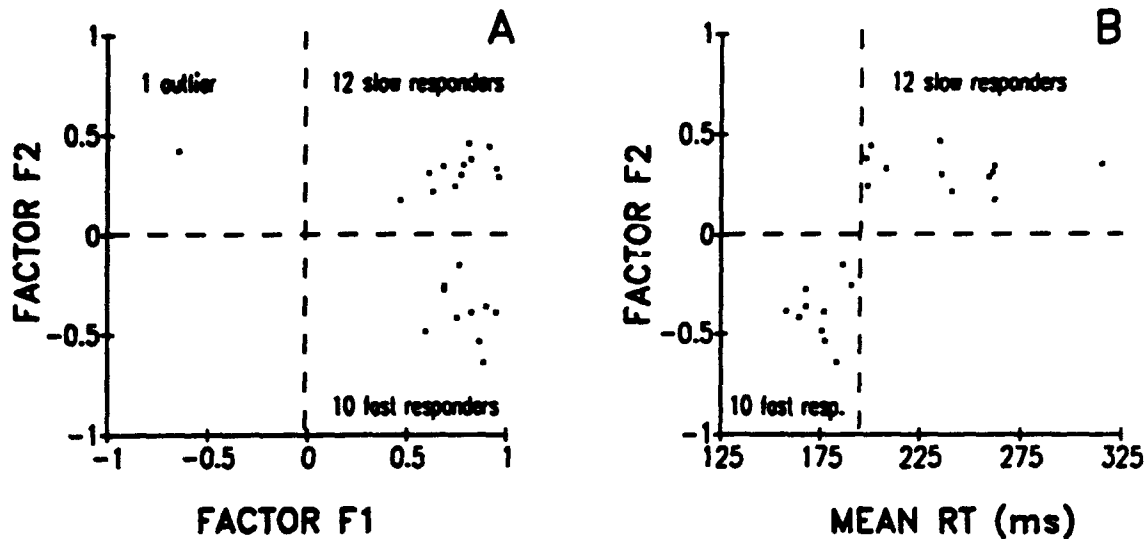 A
1
1 outlier
12 slow responders
0.5
FACTOR F2
0
-0.5
10 fast responders
-1
-1
-0.5
0
0.5
1
FACTOR F1
B
1
12 slow responders
0.5
FACTOR F2
0
-0.5
10 fast resp.
-1
125
175
225
275
325
MEAN RT (ms)